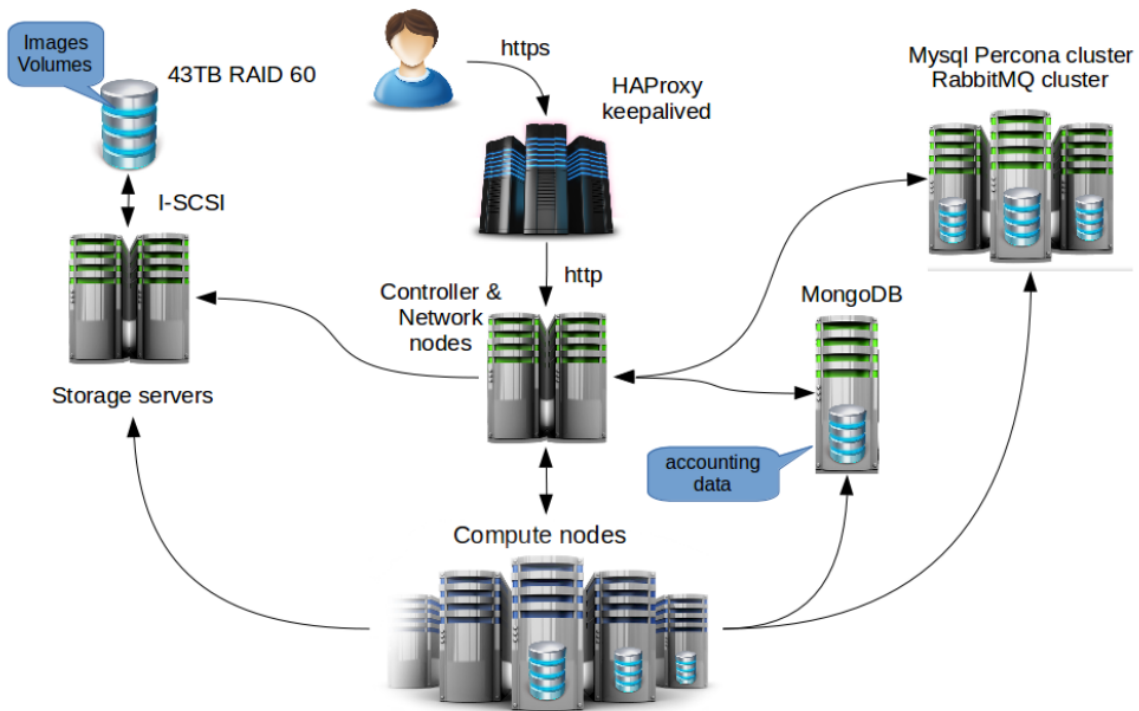 Images
Volumes
43TB RAID 60
https
HAProxy
keepalived
Mysql Percona cluster
RabbitMQ cluster
I-SCSI
http
Controller &
Network
nodes
MongoDB
Storage servers
accounting
data
Compute nodes